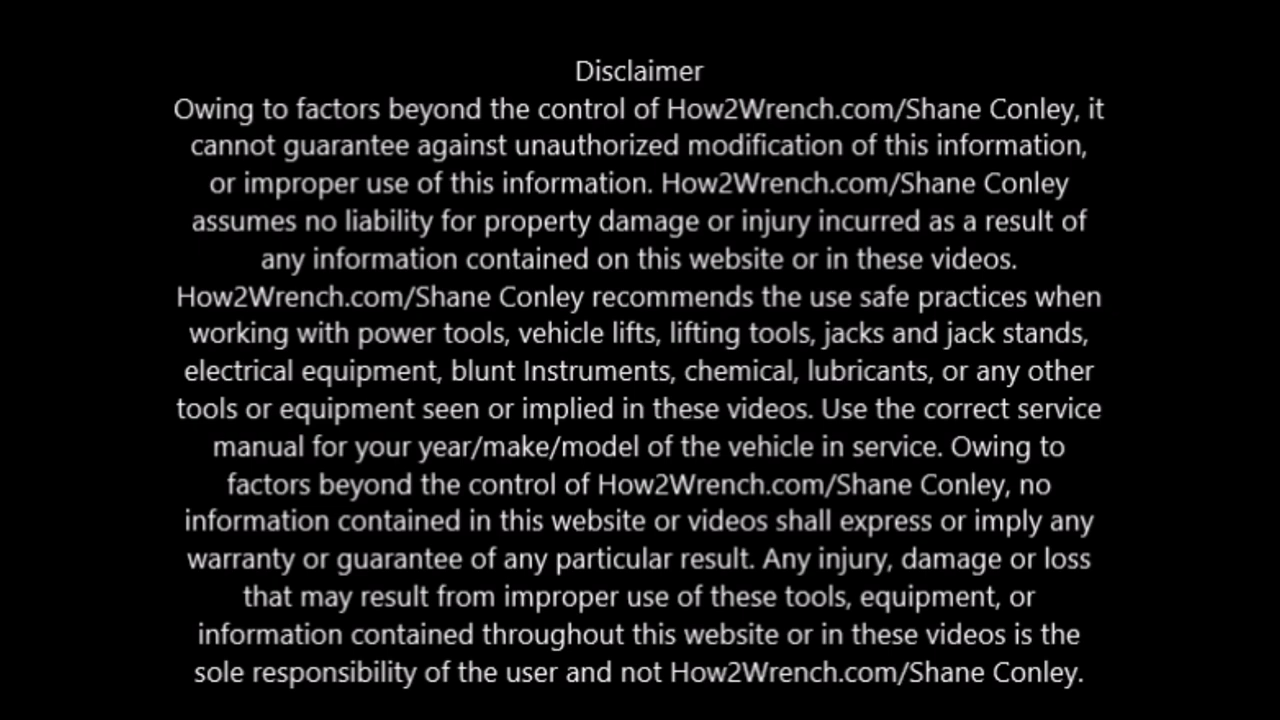 Disclaimer
Owing to factors beyond the control of How2Wrench.com/Shane Conley, it
cannot guarantee against unauthorized modification of this information,
or improper use of this information. How2Wrench.com/Shane Conley
assumes no liability for property damage or injury incurred as a result of
any information contained on this website or in these videos.
How2Wrench.com/Shane Conley recommends the use safe practices when
working with power tools, vehicle lifts, lifting tools, jacks and jack stands,
electrical equipment, blunt Instruments, chemical, lubricants, or any other
tools or equipment seen or implied in these videos. Use the correct service
manual for your year/make/model of the vehicle in service. Owing to
factors beyond the control of How2Wrench.com/Shane Conley, no
information contained in this website or videos shall express or imply any
warranty or guarantee of any particular result. Any injury, damage or loss
that may result from improper use of these tools, equipment, or
information contained throughout this website or in these videos is the
sole responsibility of the user and not How2Wrench.com/Shane Conley.